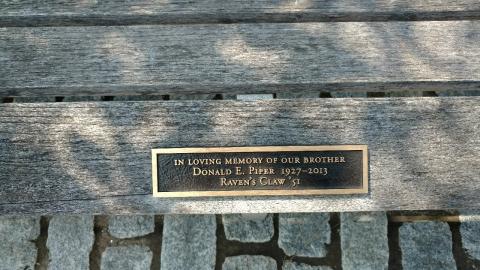 IN LOVING MEMORY OF OUR BROTHER
DONALD E. PIPER 1927–2013
RAVEN'S CLAW '51